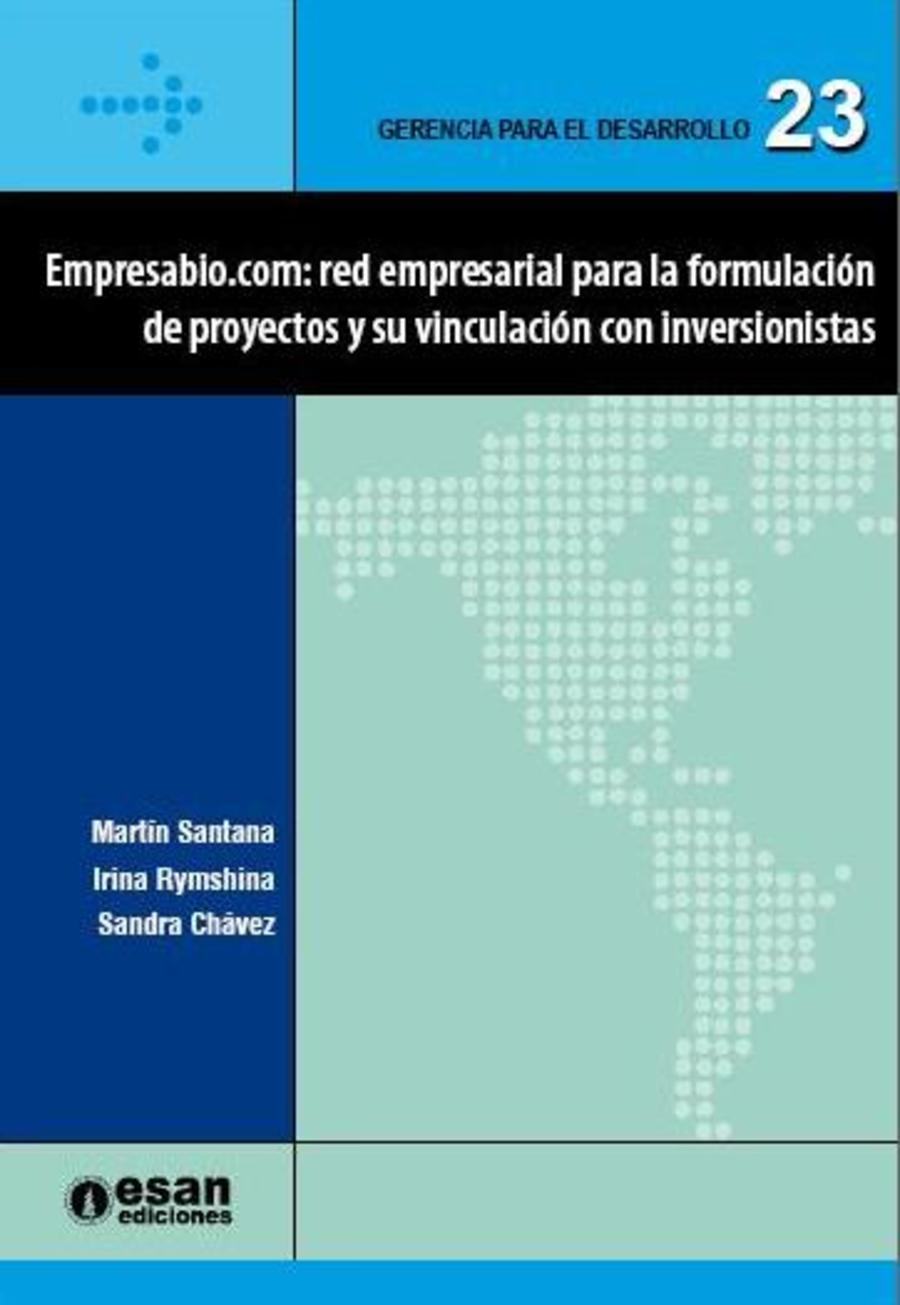 GERENCIA PARA EL DESARROLLO 23
Empresabio.com: red empresarial para la formulación
de proyectos y su vinculación con inversionistas
Martín Santana
Irina Rymshina
Sandra Chávez
esan
ediciones